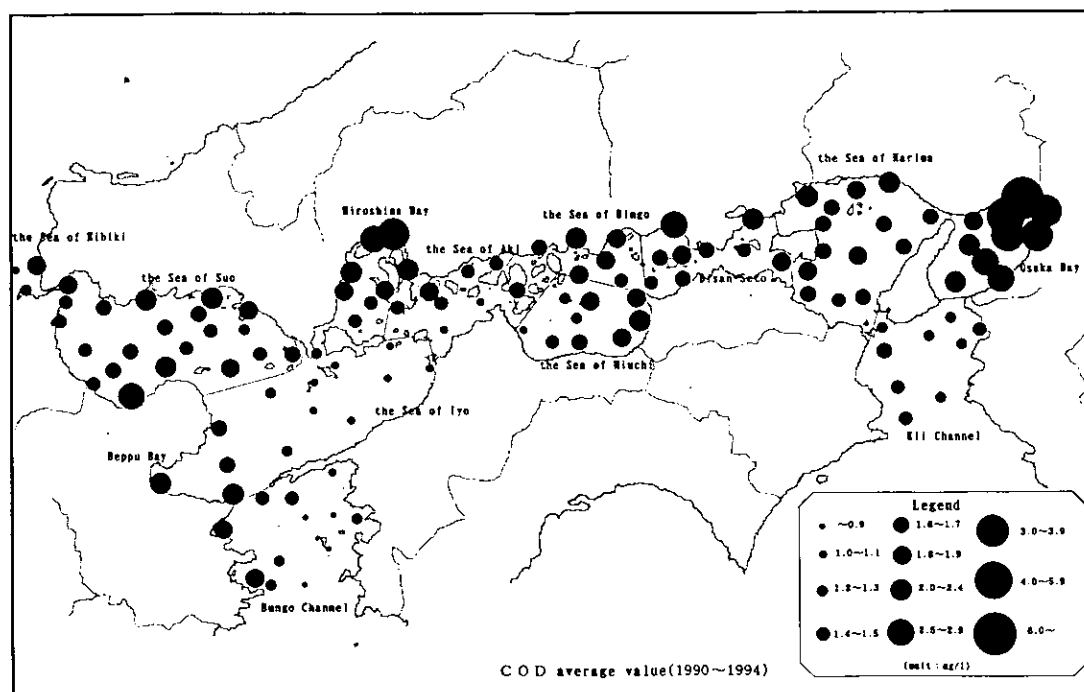 the Sea of Harima
Hiroshima Bay
the Sea of Bingo
the Sea of Hibiki
the Sea of Aki
the Sea of Suo
Osaka Bay
Bisan Seto
the Sea of Hiuchi
the Sea of Iyo
Kii Channel
Beppu Bay
Bungo Channel
Legend
~0.9
1.6~1.7
3.0~3.9
1.0~1.1
1.8~1.9
1.2~1.3
2.0~2.4
4.0~5.9
1.4~1.5
2.5~2.9
6.0~
(unit : mg/l)
COD average value(1990~1994)